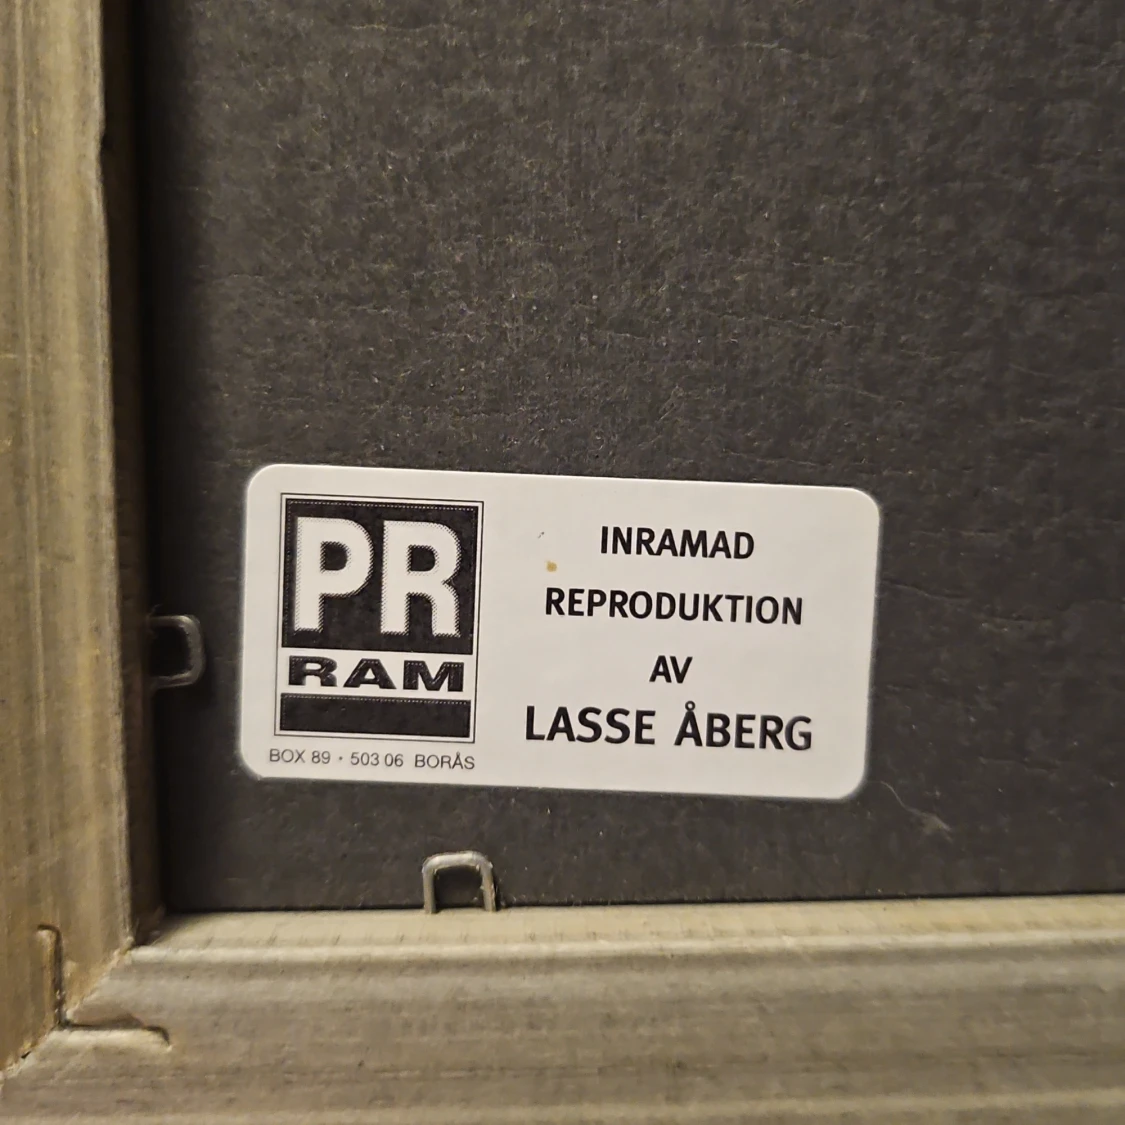 PR
RAM
BOX 89 · 503 06 BORÅS
INRAMAD
REPRODUKTION
AV
LASSE ÅBERG